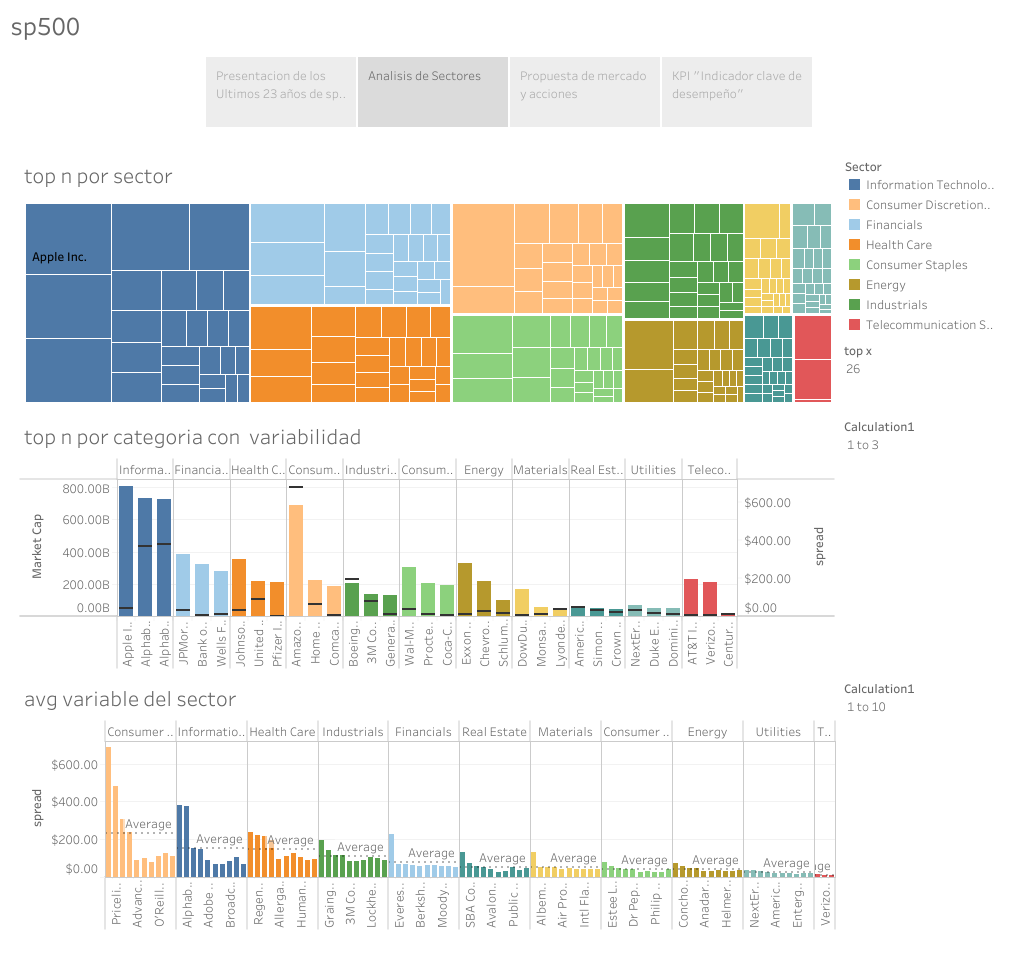 sp500
Presentacion de los
Ultimos 23 años de sp..
Analisis de Sectores
Propuesta de mercado
y acciones
KPI "Indicador clave de
desempeño"
top n por sector
Apple Inc.
Sector
Information Technolo..
Consumer Discretion..
Financials
Health Care
Consumer Staples
Energy
Industrials
Telecommunication S..
top x
26
top n por categoria con variabilidad
Calculation1
1 to 3
Informa.. Financia.. Health C.. Consum.. Industri.. Consum.. Energy Materials Real Est.. Utilities Teleco..
Market Cap
800.00B
600.00B
400.00B
200.00B
0.00B
$600.00
$400.00
$200.00
$0.00
spread
Apple I.. Alphab.. Alphab.. JPMor.. Bank o.. Wells F.. Johnso.. United .. Pfizer I.. Amazo.. Home .. Comca.. Boeing.. 3M Co.. Genera.. Wal-M.. Procte.. Coca-C.. Exxon .. Chevro.. Schlum.. DowDu.. Monsa.. Lyonde.. Americ.. Simon .. Crown .. NextEr.. Duke E.. Domini.. AT&T I.. Verizo.. Centur..
avg variable del sector
Calculation1
1 to 10
Consumer .. Informatio.. Health Care Industrials Financials Real Estate Materials Consumer .. Energy Utilities T..
spread
$600.00
$400.00
$200.00
$0.00
Average Average Average Average Average Average Average Average Average Average age
Priceli.. Advanc.. O'Reill.. Alphab.. Adobe .. Broadc.. Regen.. Allerga.. Human.. Graing.. 3M Co.. Lockhe.. Everes.. Berksh.. Moody.. SBA Co.. Avalon.. Public .. Albem.. Air Pro.. Intl Fla.. Estee L.. Dr Pep.. Philip .. Concho.. Anadar.. Helmer.. NextEr.. Americ.. Enterg.. Verizo..